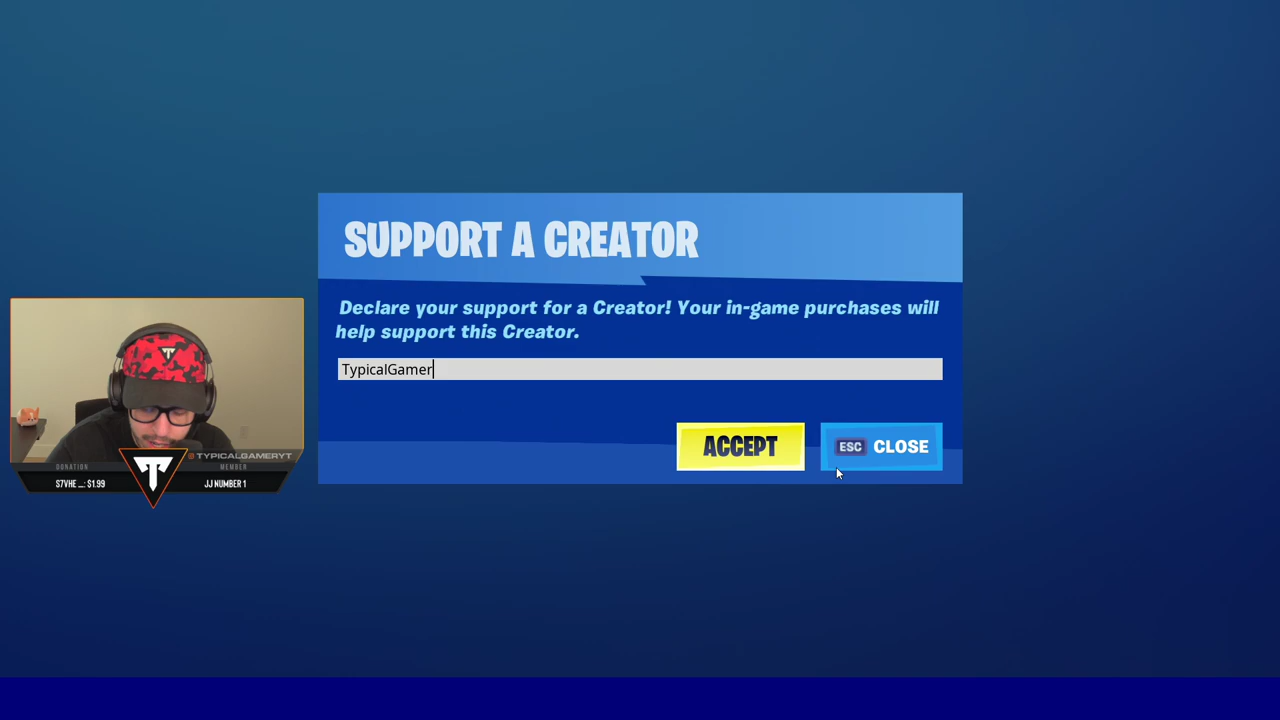 SUPPORT A CREATOR
Declare your support for a Creator! Your in-game purchases will
help support this Creator.
TypicalGamer
ACCEPT
ESC CLOSE
TYPICALGAMERYT
DONATION
MEMBER
S7VHE ...: $1.99
JJ NUMBER 1